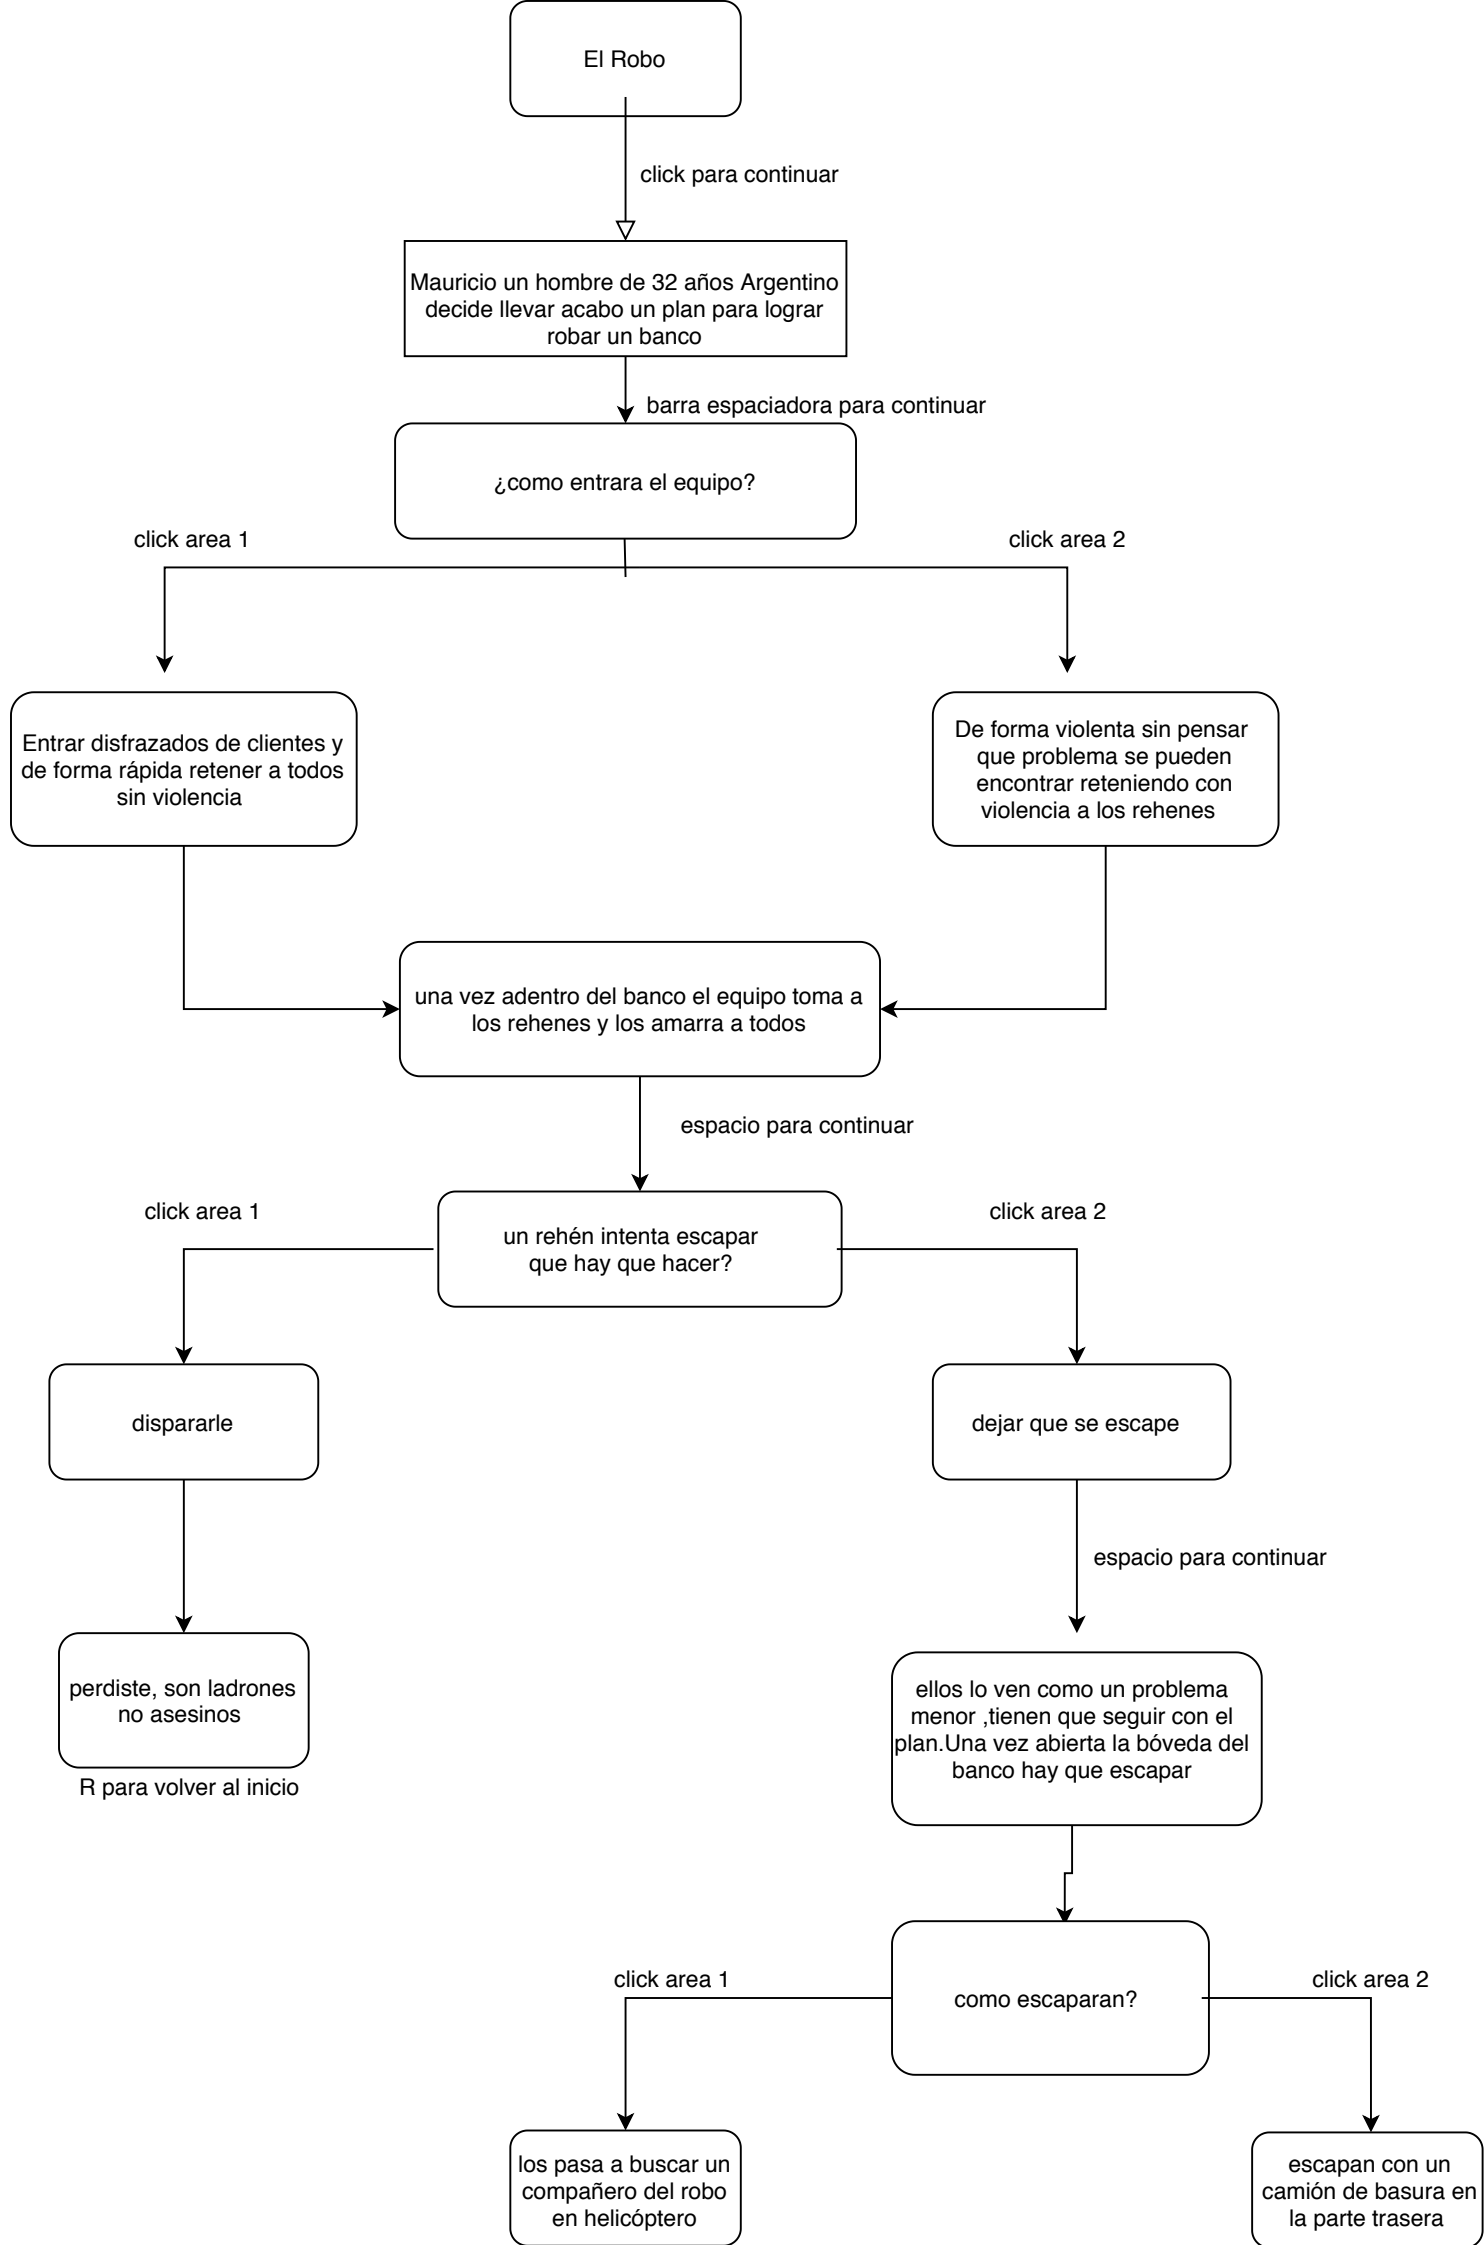 El Robo
click para continuar
Mauricio un hombre de 32 años Argentino
decide llevar acabo un plan para lograr
robar un banco
barra espaciadora para continuar
¿como entrara el equipo?
click area 1
click area 2
Entrar disfrazados de clientes y
de forma rápida retener a todos
sin violencia
De forma violenta sin pensar
que problema se pueden
encontrar reteniendo con
violencia a los rehenes
una vez adentro del banco el equipo toma a
los rehenes y los amarra a todos
espacio para continuar
click area 1
click area 2
un rehén intenta escapar
que hay que hacer?
dispararle
dejar que se escape
espacio para continuar
perdiste, son ladrones
no asesinos
R para volver al inicio
ellos lo ven como un problema
menor ,tienen que seguir con el
plan.Una vez abierta la bóveda del
banco hay que escapar
click area 1
click area 2
como escaparan?
los pasa a buscar un
compañero del robo
en helicóptero
escapan con un
camión de basura en
la parte trasera